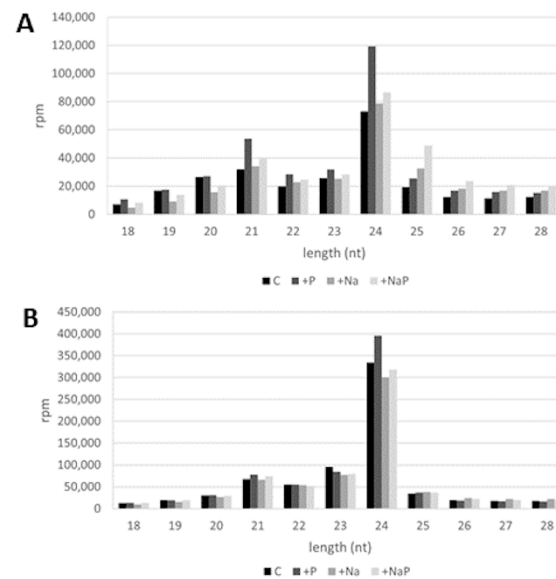 A
140,000
120,000
100,000
80,000
60,000
40,000
20,000
0
rpm
18 19 20 21 22 23 24 25 26 27 28
length (nt)
C +P +Na +NaP
B
450,000
400,000
350,000
300,000
250,000
200,000
150,000
100,000
50,000
0
rpm
18 19 20 21 22 23 24 25 26 27 28
length (nt)
C +P +Na +NaP